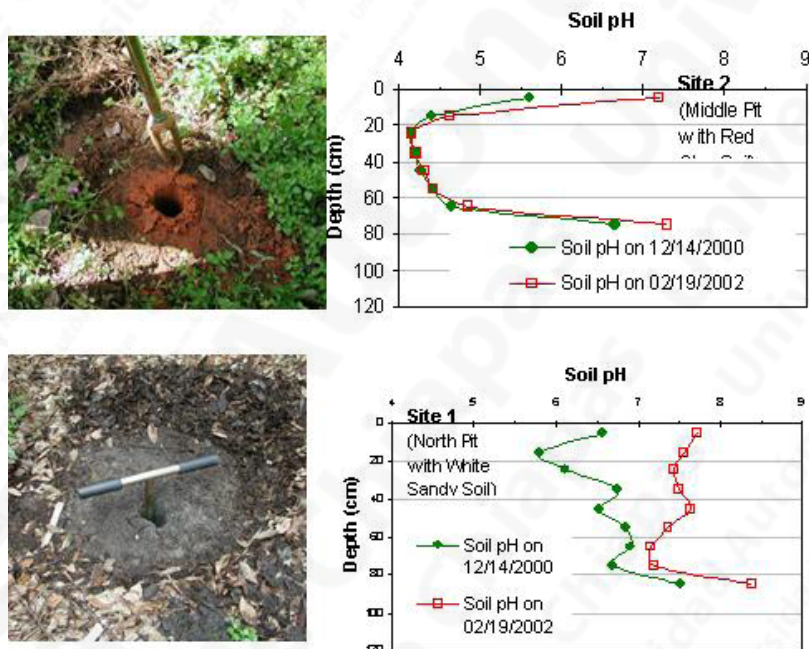 Soil pH
4 5 6 7 8 9
0
20
40
60
80
100
120
Depth (cm)
Site 2
(Middle Pit
with Red
Soil pH on 12/14/2000
Soil pH on 02/19/2002
Soil pH
4 5 6 7 8 9
0
20
40
60
80
100
120
Depth (cm)
Site 1
(North Pit
with White
Sandy Soil)
Soil pH on
12/14/2000
Soil pH on
02/19/2002